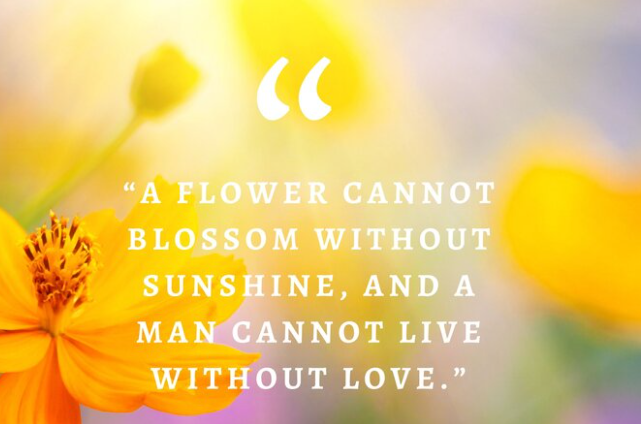 “A FLOWER CANNOT
BLOSSOM WITHOUT
SUNSHINE, AND A
MAN CANNOT LIVE
WITHOUT LOVE.”